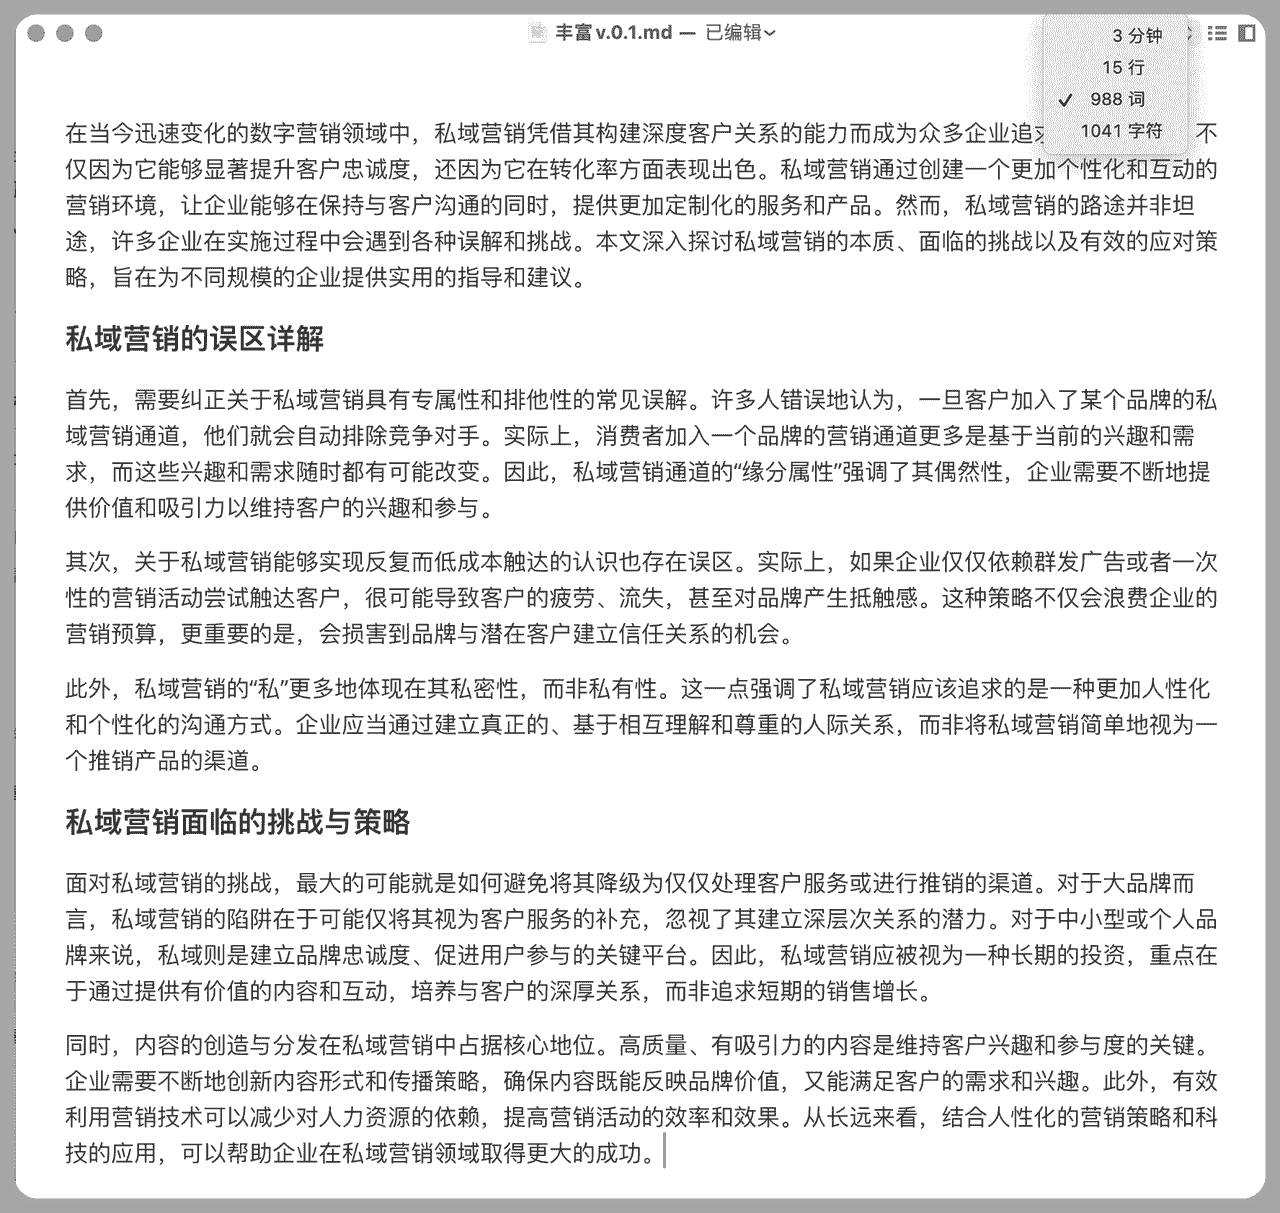 丰富v.0.1.md — 已编辑
3 分钟
15 行
✓ 988 词
1041 字符
在当今迅速变化的数字营销领域中，私域营销凭借其构建深度客户关系的能力而成为众多企业追 不
仅因为它能够显著提升客户忠诚度，还因为它在转化率方面表现出色。私域营销通过创建一个更加个性化和互动的
营销环境，让企业能够在保持与客户沟通的同时，提供更加定制化的服务和产品。然而，私域营销的路途并非坦
途，许多企业在实施过程中会遇到各种误解和挑战。本文深入探讨私域营销的本质、面临的挑战以及有效的应对策
略，旨在为不同规模的企业提供实用的指导和建议。
私域营销的误区详解
首先，需要纠正关于私域营销具有专属性和排他性的常见误解。许多人错误地认为，一旦客户加入了某个品牌的私
域营销通道，他们就会自动排除竞争对手。实际上，消费者加入一个品牌的营销通道更多是基于当前的兴趣和需
求，而这些兴趣和需求随时都有可能改变。因此，私域营销通道的“缘分属性”强调了其偶然性，企业需要不断地提
供价值和吸引力以维持客户的兴趣和参与。
其次，关于私域营销能够实现反复而低成本触达的认识也存在误区。实际上，如果企业仅仅依赖群发广告或者一次
性的营销活动尝试触达客户，很可能导致客户的疲劳、流失，甚至对品牌产生抵触感。这种策略不仅会浪费企业的
营销预算，更重要的是，会损害到品牌与潜在客户建立信任关系的机会。
此外，私域营销的“私”更多地体现在其私密性，而非私有性。这一点强调了私域营销应该追求的是一种更加人性化
和个性化的沟通方式。企业应当通过建立真正的、基于相互理解和尊重的人际关系，而非将私域营销简单地视为一
个推销产品的渠道。
私域营销面临的挑战与策略
面对私域营销的挑战，最大的可能就是如何避免将其降级为仅仅处理客户服务或进行推销的渠道。对于大品牌而
言，私域营销的陷阱在于可能仅将其视为客户服务的补充，忽视了其建立深层次关系的潜力。对于中小型或个人品
牌来说，私域则是建立品牌忠诚度、促进用户参与的关键平台。因此，私域营销应被视为一种长期的投资，重点在
于通过提供有价值的内容和互动，培养与客户的深厚关系，而非追求短期的销售增长。
同时，内容的创造与分发在私域营销中占据核心地位。高质量、有吸引力的内容是维持客户兴趣和参与度的关键。
企业需要不断地创新内容形式和传播策略，确保内容既能反映品牌价值，又能满足客户的需求和兴趣。此外，有效
利用营销技术可以减少对人力资源的依赖，提高营销活动的效率和效果。从长远来看，结合人性化的营销策略和科
技的应用，可以帮助企业在私域营销领域取得更大的成功。